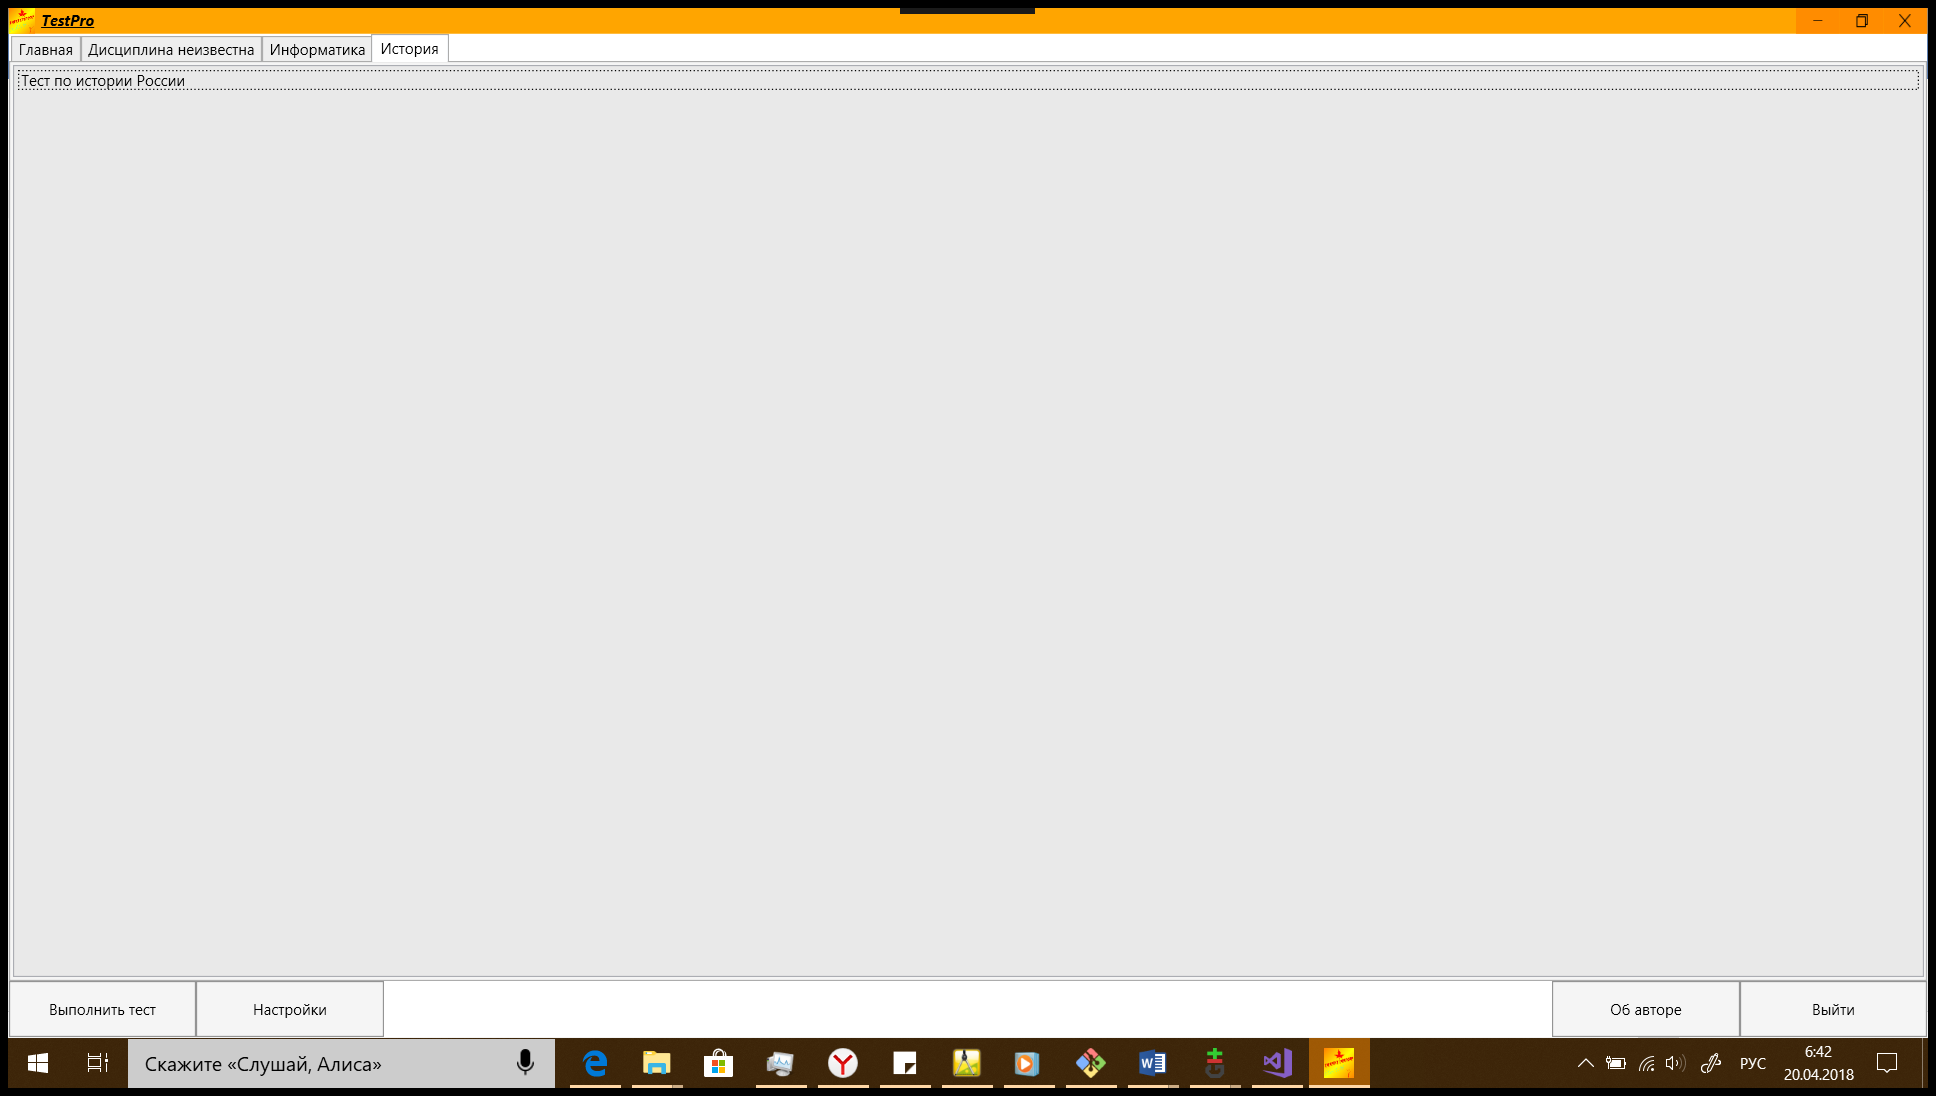 TestPro
Главная Дисциплина неизвестна Информатика История
Тест по истории России
Выполнить тест Настройки Об авторе Выйти
Скажите «Слушай, Алиса» РУС 6:42
20.04.2018